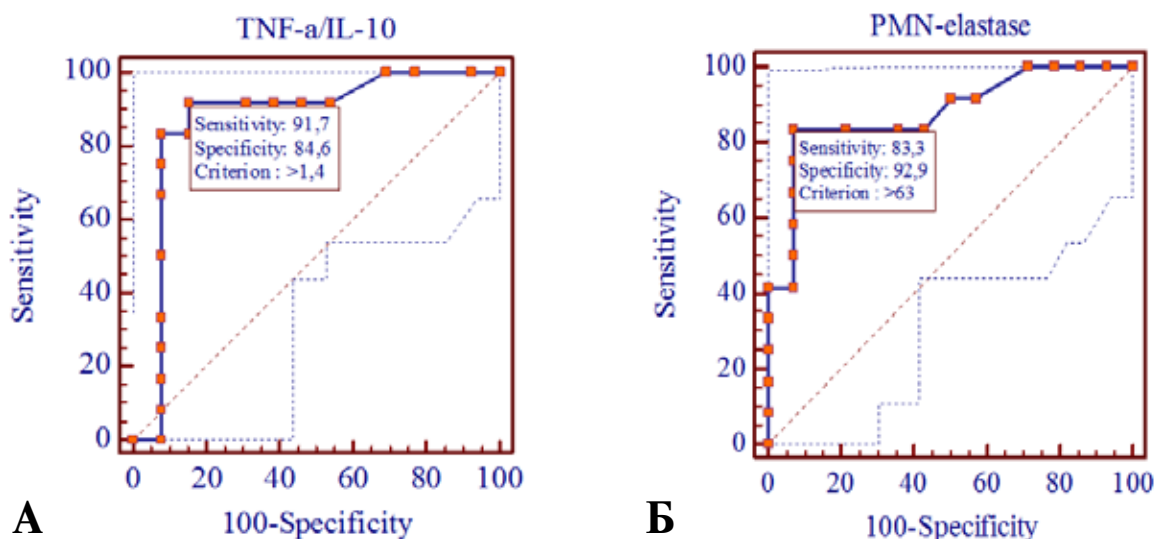 TNF-a/IL-10
100
80
60
40
20
0
Sensitivity
Sensitivity: 91,7
Specificity: 84,6
Criterion : >1,4
0 20 40 60 80 100
100-Specificity
А
PMN-elastase
100
80
60
40
20
0
Sensitivity
Sensitivity: 83,3
Specificity: 92,9
Criterion : >63
0 20 40 60 80 100
100-Specificity
Б